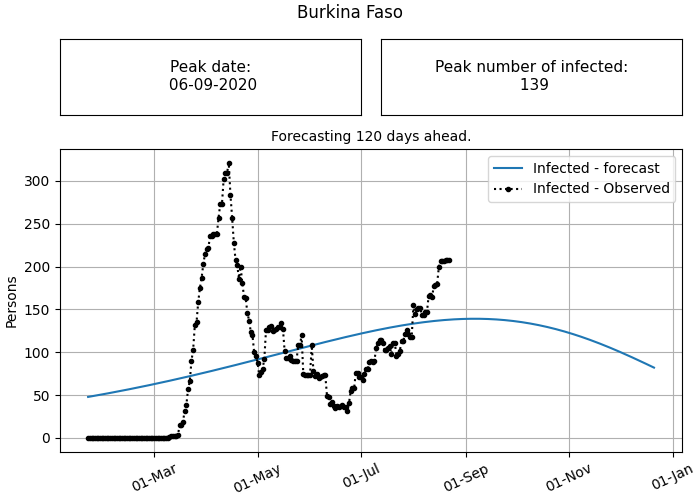 Burkina Faso
Peak date:
06-09-2020
Peak number of infected:
139
Forecasting 120 days ahead.
Infected - forecast
Infected - Observed
Persons
300
250
200
150
100
50
0
01-Mar
01-May
01-Jul
01-Sep
01-Nov
01-Jan